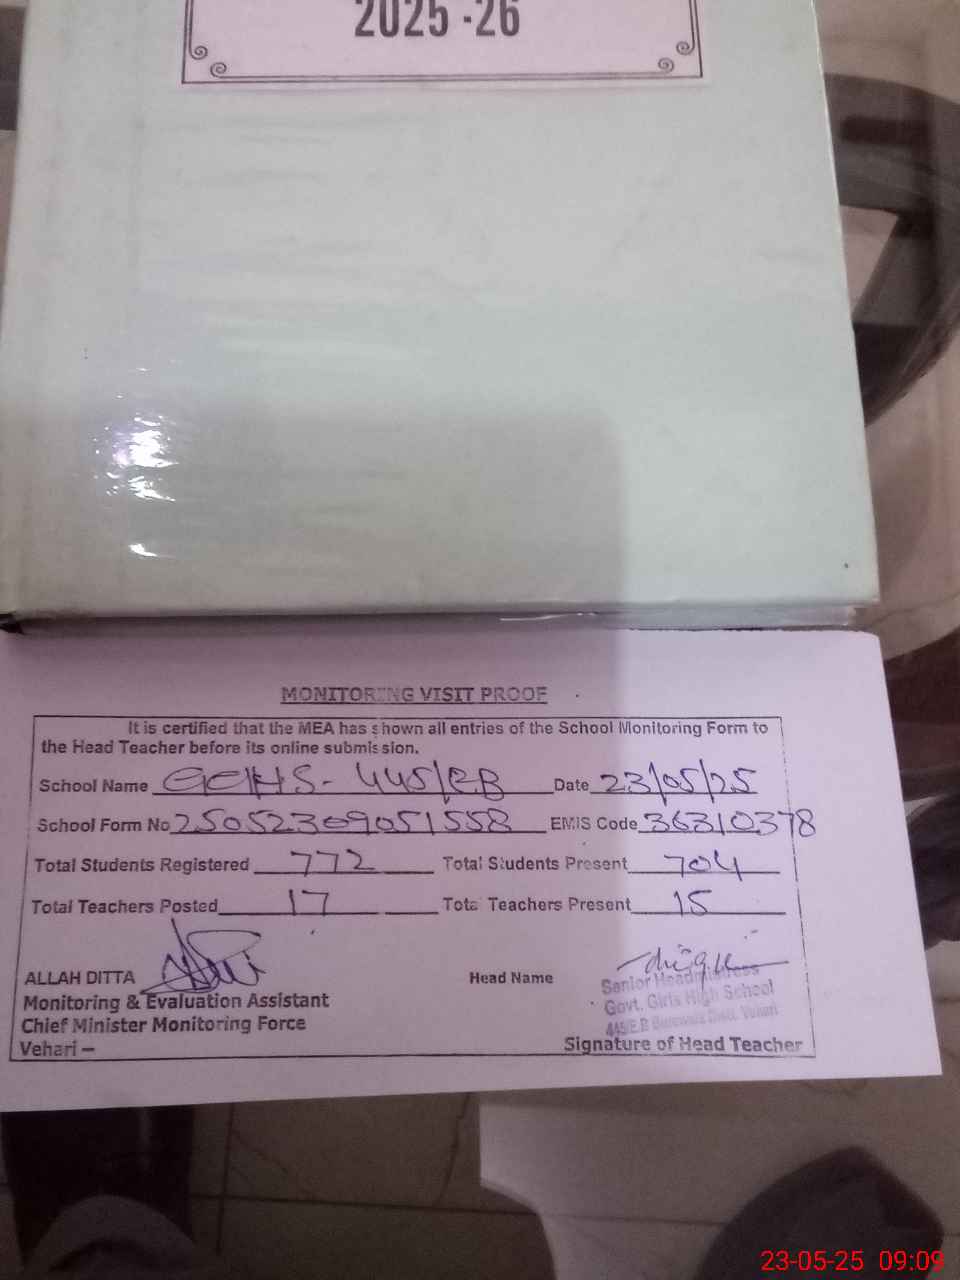 2025-26
MONITORING VISIT PROOF
It is certified that the MEA has shown all entries of the School Monitoring Form to
the Head Teacher before its online submission.
School Name GGHS-445/EB Date 23/05/25
School Form No 25052309051558 EMIS Code 36310378
Total Students Registered 772 Total Students Present 704
Total Teachers Posted 17 Total Teachers Present 15
ALLAH DITTA Head Name
Monitoring & Evaluation Assistant
Chief Minister Monitoring Force
Vehari –
Senior Headmistress
Govt. Girls High School
445/E.B Burewala Distt. Vehari
Signature of Head Teacher
23-05-25 09:09